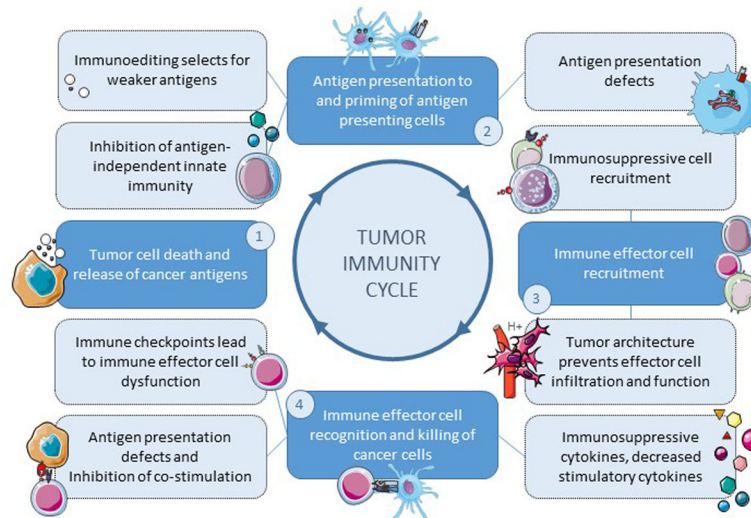 Immunoediting selects for
weaker antigens
Antigen presentation to
and priming of antigen
presenting cells
2
Antigen presentation
defects
Inhibition of antigen-
independent innate
immunity
Immunosuppressive cell
recruitment
1
Tumor cell death and
release of cancer antigens
TUMOR
IMMUNITY
CYCLE
Immune effector cell
recruitment
3
Immune checkpoints lead
to immune effector cell
dysfunction
H+
Tumor architecture
prevents effector cell
infiltration and function
4
Immune effector cell
recognition and killing of
cancer cells
Antigen presentation
defects and
Inhibition of co-stimulation
Immunosuppressive
cytokines, decreased
stimulatory cytokines